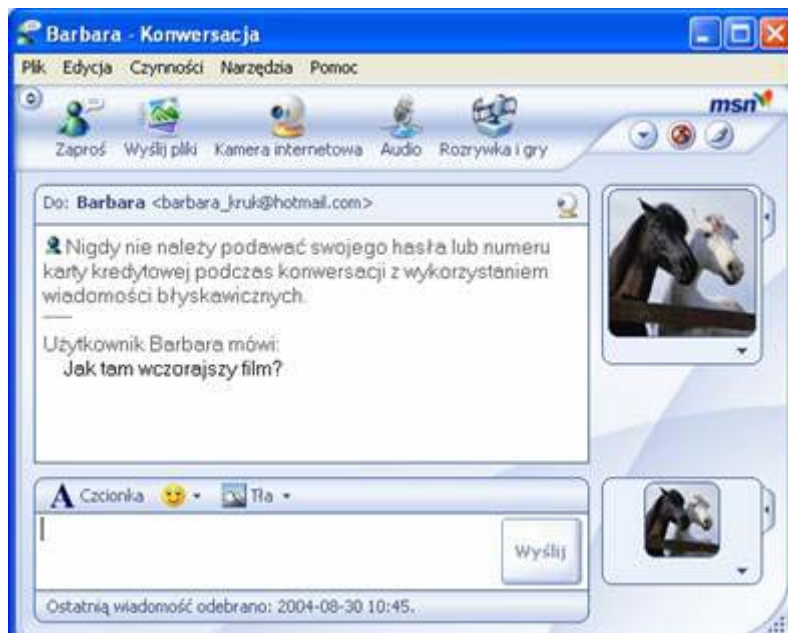 Barbara - Konwersacja
Plik Edycja Czynności Narzędzia Pomoc
msn
Zaproś Wyślij pliki Kamera internetowa Audio Rozrywka i gry
Do: Barbara <barbara_kruk@hotmail.com>
Nigdy nie należy podawać swojego hasła lub numeru
karty kredytowej podczas konwersacji z wykorzystaniem
wiadomości błyskawicznych.
Użytkownik Barbara mówi:
Jak tam wczorajszy film?
A Czcionka Tła
Wyślij
Ostatnią wiadomość odebrano: 2004-08-30 10:45.